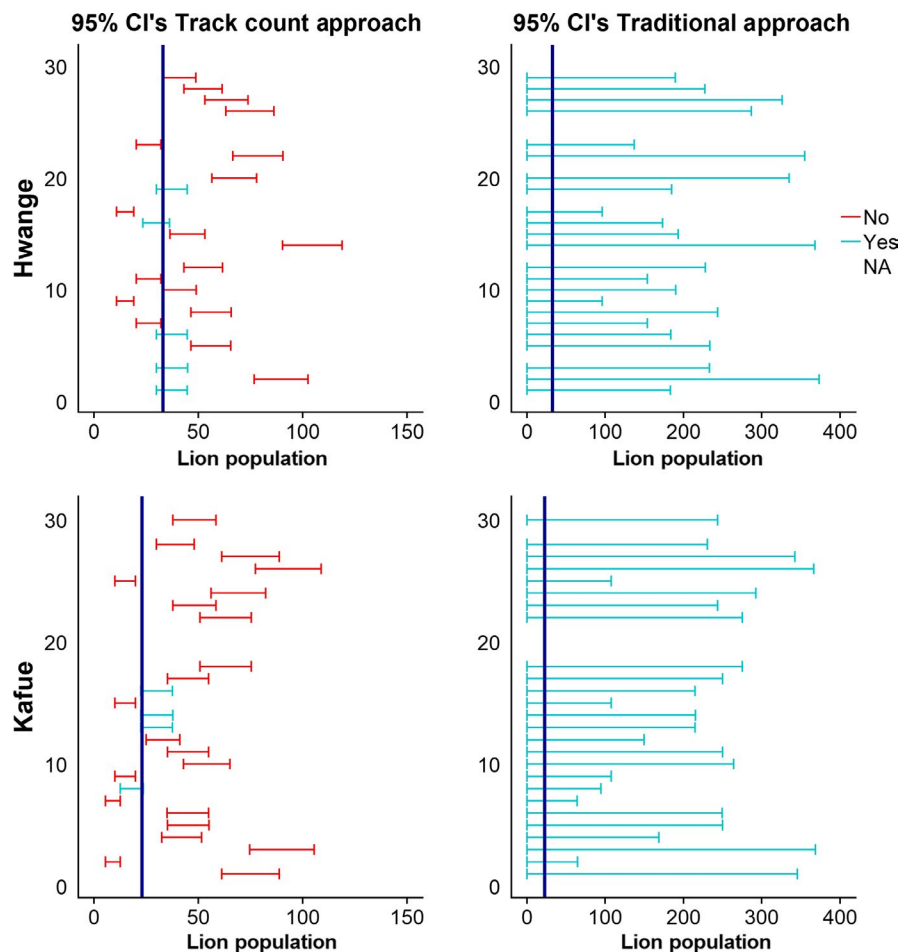 95% CI's Track count approach
95% CI's Traditional approach
30
20
10
0
Hwange
0 50 100 150
Lion population
30
20
10
0
0 100 200 300 400
Lion population
No
Yes
NA
30
20
10
0
Kafue
0 50 100 150
Lion population
30
20
10
0
0 100 200 300 400
Lion population